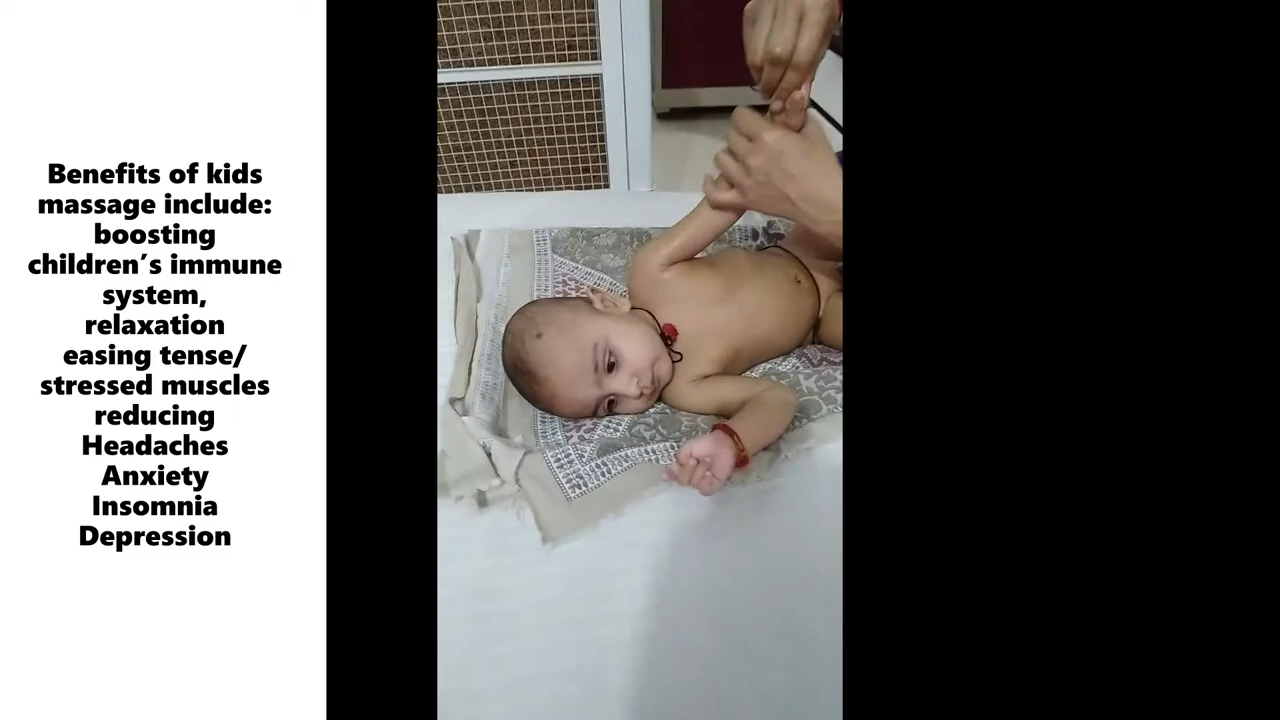 Benefits of kids
massage include:
boosting
children’s immune
system,
relaxation
easing tense/
stressed muscles
reducing
Headaches
Anxiety
Insomnia
Depression